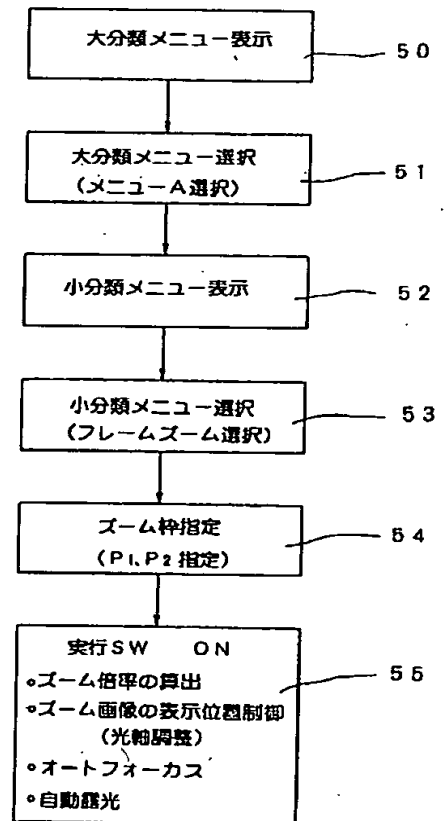 大分類メニュー表示
50
大分類メニュー選択
(メニューA選択)
51
小分類メニュー表示
52
小分類メニュー選択
(フレームズーム選択)
53
ズーム枠指定
(P1、P2 指定)
54
実行SW ON
55
○ズーム倍率の算出
○ズーム画像の表示位置制御
(光軸調整)
○オートフォーカス
○自動露光